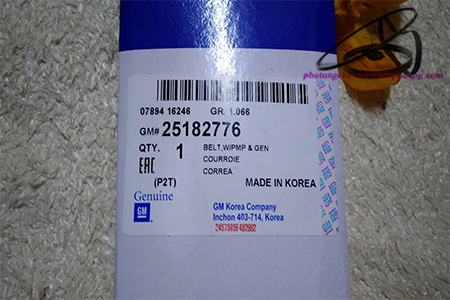 07894 16246 GR. 1.066
GM# 25182776
QTY. 1 BELT,W/PMP & GEN
COURROIE
CORREA
EAC
(P2T) MADE IN KOREA
Genuine
GM
GM Korea Company
Inchon 403-714, Korea